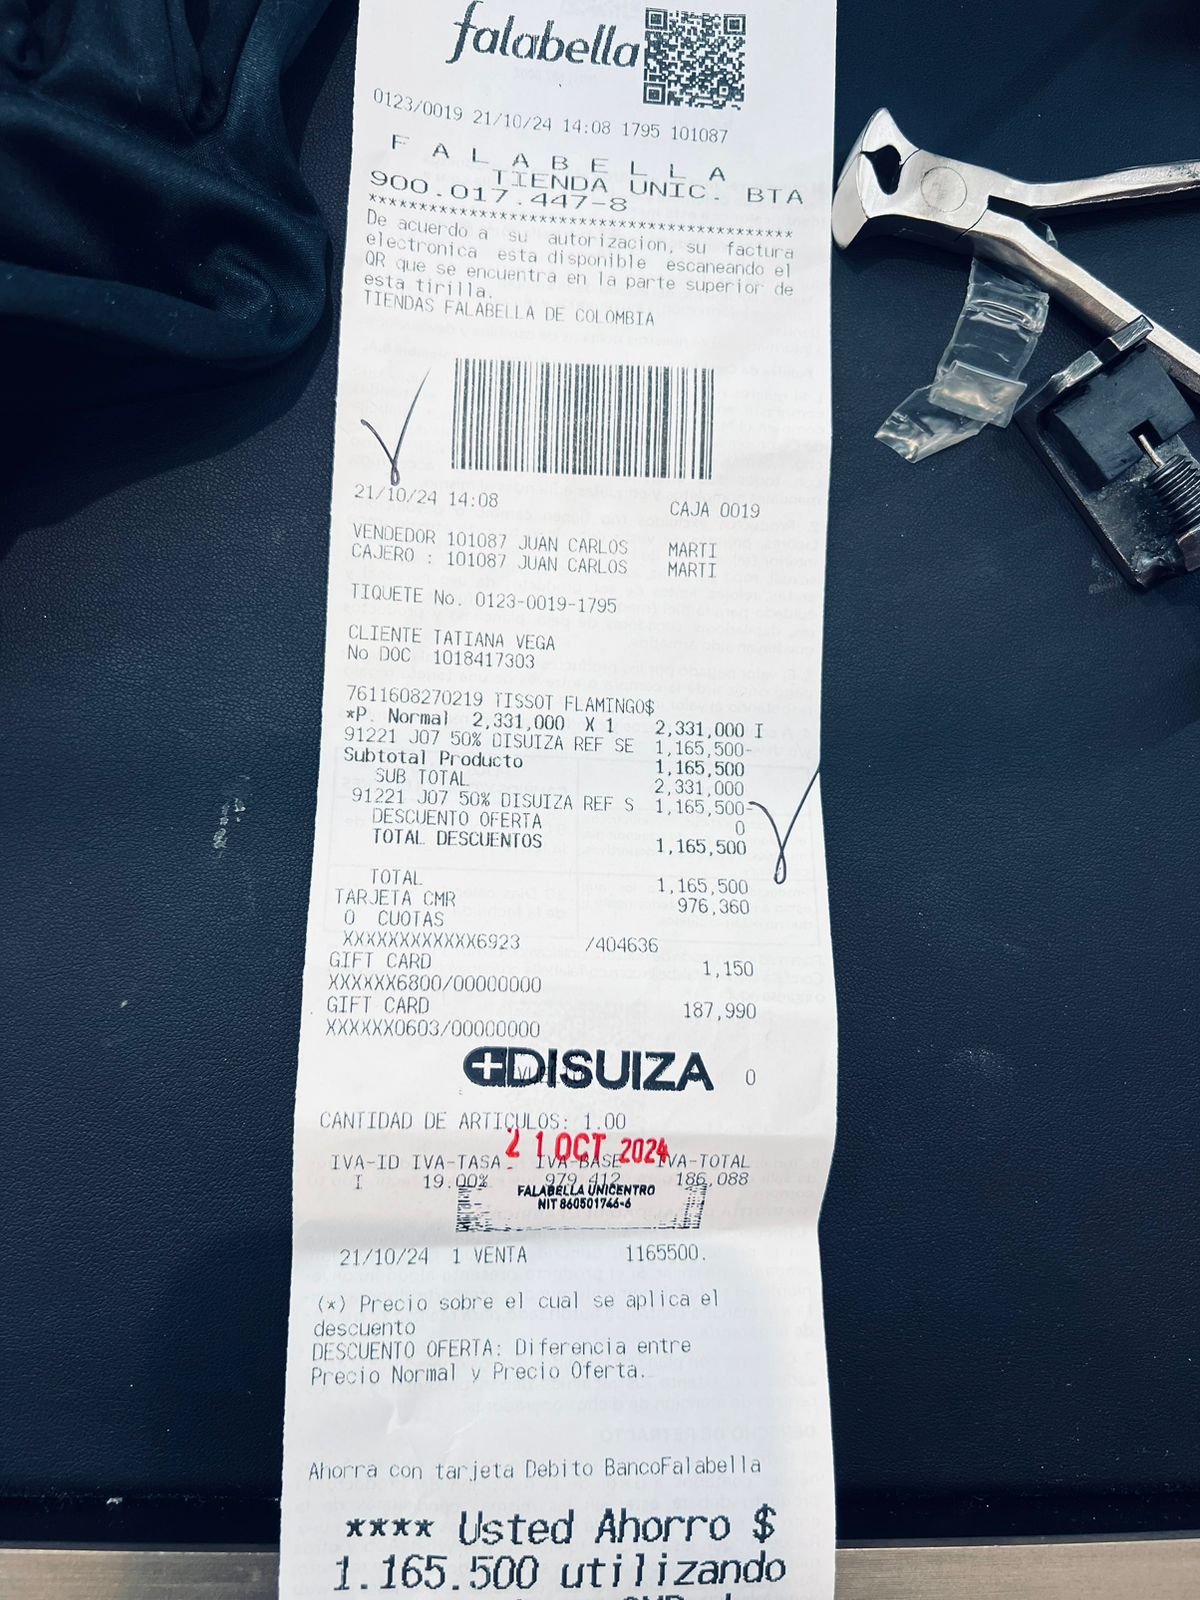 falabella
0123/0019 21/10/24 14:08 1795 101087
F A L A B E L L A
TIENDA UNIC. BTA
900.017.447-8
******************************************
De acuerdo a su autorizacion, su factura
electronica esta disponible escaneando el
QR que se encuentra en la parte superior de
esta tirilla.
TIENDAS FALABELLA DE COLOMBIA
21/10/24 14:08 CAJA 0019
VENDEDOR 101087 JUAN CARLOS MARTI
CAJERO : 101087 JUAN CARLOS MARTI
TIQUETE No. 0123-0019-1795
CLIENTE TATIANA VEGA
No DOC 1018417303
7611608270219 TISSOT FLAMINGO$
*P. Normal 2,331,000 X 1 2,331,000 I
91221 J07 50% DISUIZA REF SE 1,165,500-
Subtotal Producto 1,165,500
SUB TOTAL 2,331,000
91221 J07 50% DISUIZA REF S 1,165,500-
DESCUENTO OFERTA 0
TOTAL DESCUENTOS 1,165,500
TOTAL 1,165,500
TARJETA CMR 976,360
0 CUOTAS
XXXXXXXXXXXX6923 /404636
GIFT CARD 1,150
XXXXXX6800/00000000
GIFT CARD 187,990
XXXXXX0603/00000000
DISUIZA 0
CANTIDAD DE ARTICULOS: 1.00
21 OCT 2024
IVA-ID IVA-TASA IVA-BASE IVA-TOTAL
I 19.00% 979,412 186,088
FALABELLA UNICENTRO
NIT 860501746-6
21/10/24 1 VENTA 1165500.
(*) Precio sobre el cual se aplica el
descuento
DESCUENTO OFERTA: Diferencia entre
Precio Normal y Precio Oferta.
Ahorra con tarjeta Debito BancoFalabella
**** Usted Ahorro $
1.165.500 utilizando